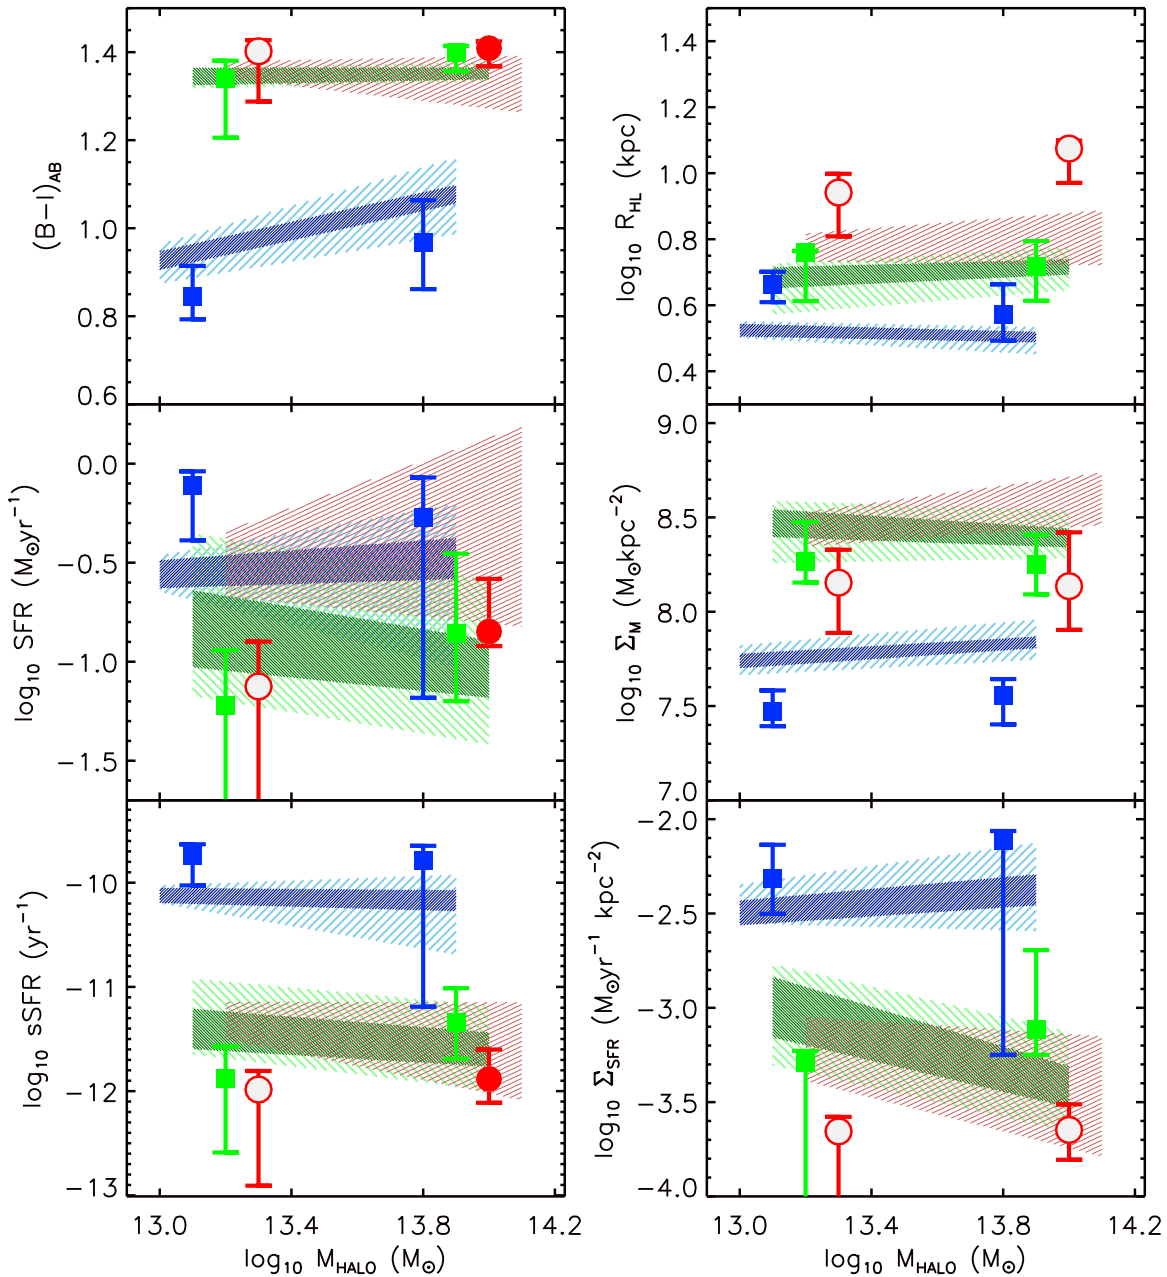 1.4
1.2
1.0
0.8
0.6
(B−I)AB
1.4
1.2
1.0
0.8
0.6
0.4
log10 RHL (kpc)
0.0
−0.5
−1.0
−1.5
log10 SFR (M⊙yr−1)
9.0
8.5
8.0
7.5
7.0
log10 ΣM (M⊙kpc−2)
−10
−11
−12
−13
log10 sSFR (yr−1)
−2.0
−2.5
−3.0
−3.5
−4.0
log10 ΣSFR (M⊙yr−1 kpc−2)
13.0 13.4 13.8 14.2
log10 MHALO (M⊙)
13.0 13.4 13.8 14.2
log10 MHALO (M⊙)